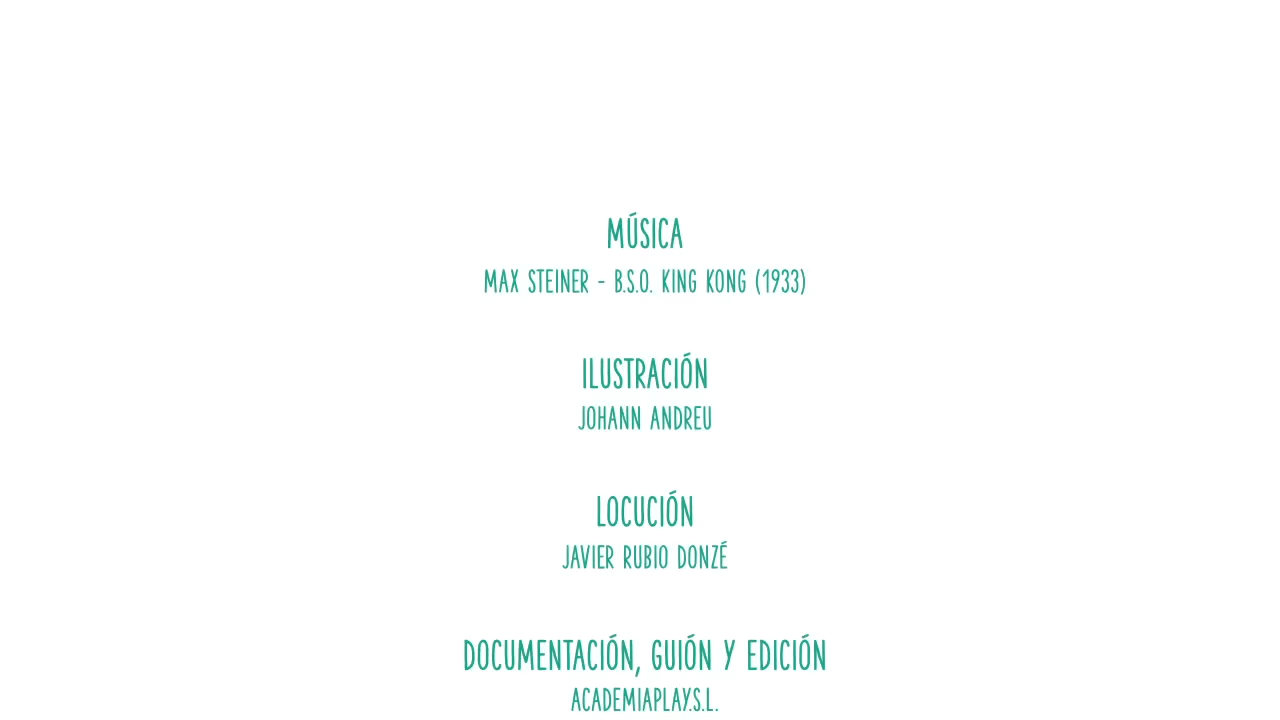 MÚSICA
MAX STEINER - B.S.O. KING KONG (1933)
ILUSTRACIÓN
JOHANN ANDREU
LOCUCIÓN
JAVIER RUBIO DONZÉ
DOCUMENTACIÓN, GUIÓN Y EDICIÓN
ACADEMIAPLAY.S.L.